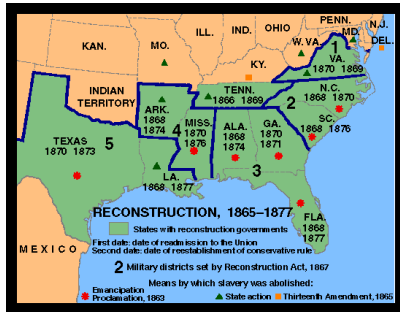 PENN.
N.J.
OHIO
ILL.
IND.
MD.
DEL.
KAN.
MO.
W. VA.
1
VA.
1870 1869
KY.
INDIAN
TERRITORY
TENN.
1866 1869
N.C.
1868 1870
2
ARK.
1868
1874
SC.
1868 1876
MISS.
1870
1876
ALA.
1868
1874
GA.
1870
1871
4
TEXAS
1870 1873
5
LA.
1868 1877
3
FLA.
1868
1877
MEXICO
RECONSTRUCTION, 1865–1877
States with reconstruction governments
First date: date of readmission to the Union
Second date: date of reestablishment of conservative rule
2 Military districts set by Reconstruction Act, 1867
Means by which slavery was abolished:
Emancipation
Proclamation, 1863
State action
Thirteenth Amendment, 1865